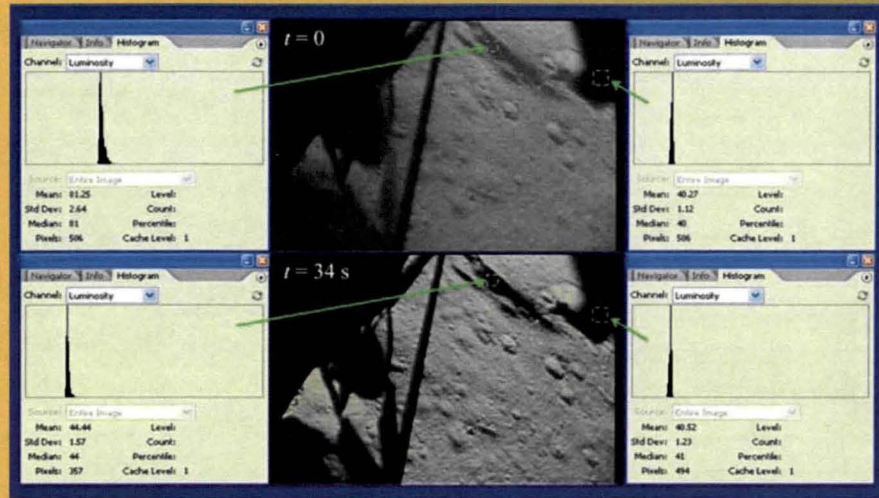 Navigator Info Histogram
Channel: Luminosity
Source: Entire Image
Mean: 81.25 Level:
Std Dev: 2.64 Count:
Median: 81 Percentile:
Pixels: 506 Cache Level: 1
t = 0
Navigator Info Histogram
Channel: Luminosity
Source: Entire Image
Mean: 40.27 Level:
Std Dev: 1.12 Count:
Median: 40 Percentile:
Pixels: 506 Cache Level: 1
Navigator Info Histogram
Channel: Luminosity
Source: Entire Image
Mean: 44.44 Level:
Std Dev: 1.57 Count:
Median: 44 Percentile:
Pixels: 357 Cache Level: 1
t = 34 s
Navigator Info Histogram
Channel: Luminosity
Source: Entire Image
Mean: 40.52 Level:
Std Dev: 1.23 Count:
Median: 41 Percentile:
Pixels: 494 Cache Level: 1